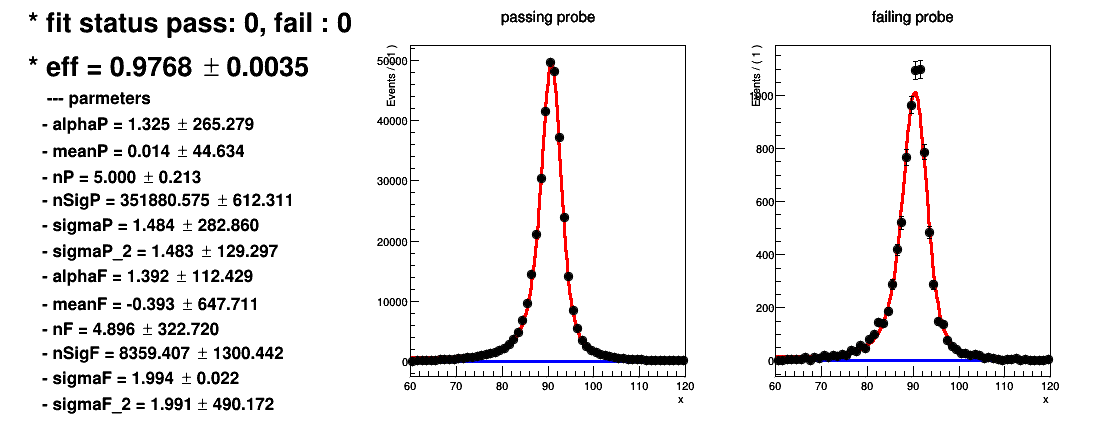 * fit status pass: 0, fail : 0
* eff = 0.9768 ± 0.0035
--- parmeters
- alphaP = 1.325 ± 265.279
- meanP = 0.014 ± 44.634
- nP = 5.000 ± 0.213
- nSigP = 351880.575 ± 612.311
- sigmaP = 1.484 ± 282.860
- sigmaP_2 = 1.483 ± 129.297
- alphaF = 1.392 ± 112.429
- meanF = -0.393 ± 647.711
- nF = 4.896 ± 322.720
- nSigF = 8359.407 ± 1300.442
- sigmaF = 1.994 ± 0.022
- sigmaF_2 = 1.991 ± 490.172
passing probe
Events / ( 1 )
50000
40000
30000
20000
10000
0
60 70 80 90 100 110 120
x
failing probe
Events / ( 1 )
1000
800
600
400
200
0
60 70 80 90 100 110 120
x